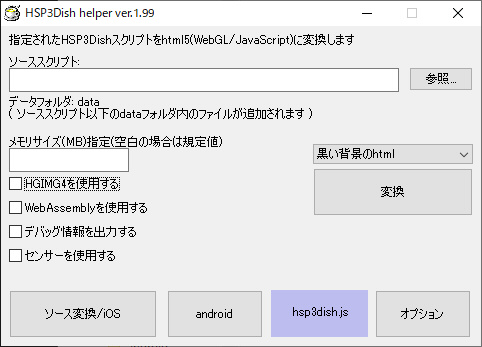 HSP3Dish helper ver.1.99
指定されたHSP3Dishスクリプトをhtml5(WebGL/JavaScript)に変換します
ソーススクリプト:
参照...
データフォルダ: data
( ソーススクリプト以下のdataフォルダ内のファイルが追加されます )
メモリサイズ(MB)指定(空白の場合は規定値)
黒い背景のhtml
HGIMG4を使用する
変換
WebAssemblyを使用する
デバッグ情報を出力する
センサーを使用する
ソース変換/iOS
android
hsp3dish.js
オプション